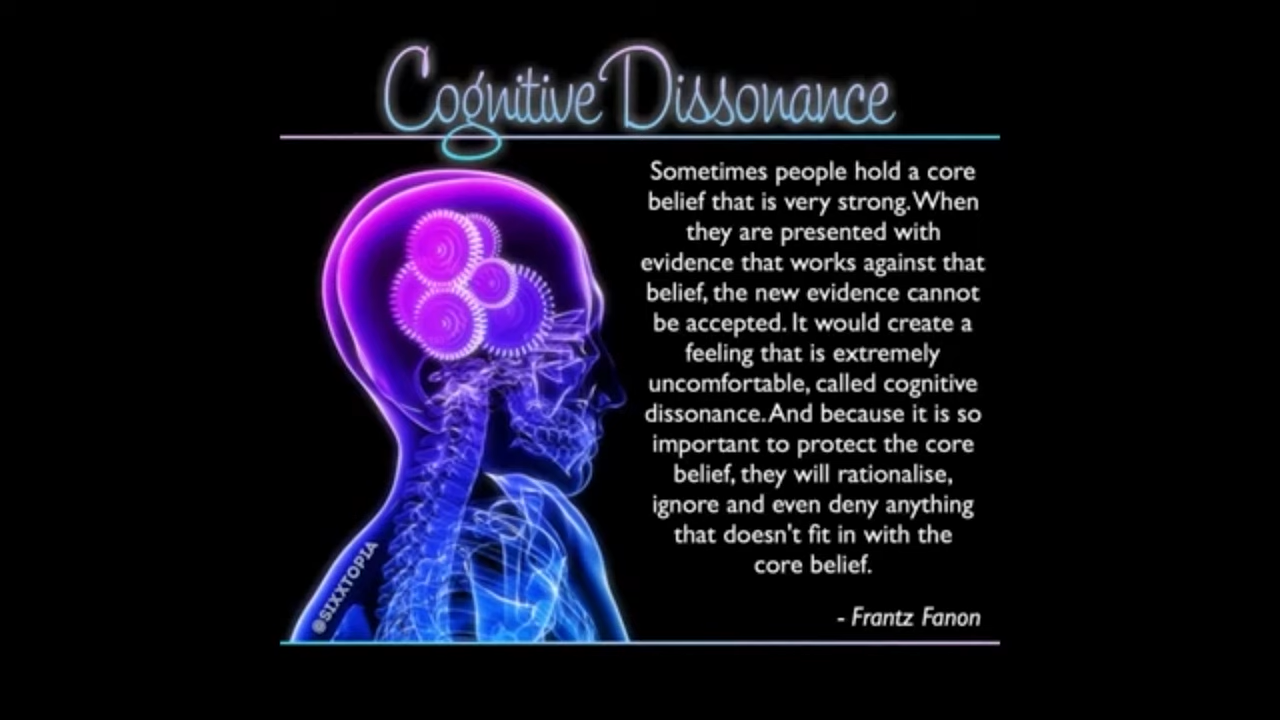 Cognitive Dissonance
Sometimes people hold a core
belief that is very strong. When
they are presented with
evidence that works against that
belief, the new evidence cannot
be accepted. It would create a
feeling that is extremely
uncomfortable, called cognitive
dissonance. And because it is so
important to protect the core
belief, they will rationalise,
ignore and even deny anything
that doesn't fit in with the
core belief.
- Frantz Fanon
@SIXXTOPIA